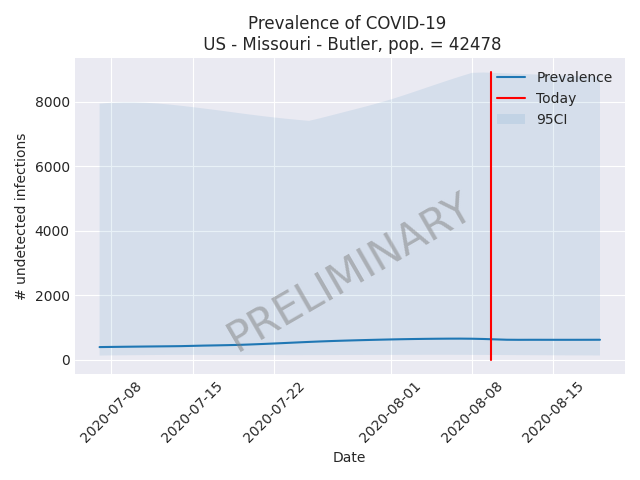 Prevalence of COVID-19
US - Missouri - Butler, pop. = 42478
# undetected infections
8000
6000
4000
2000
0
Prevalence
Today
95CI
PRELIMINARY
2020-07-08
2020-07-15
2020-07-22
2020-08-01
2020-08-08
2020-08-15
Date